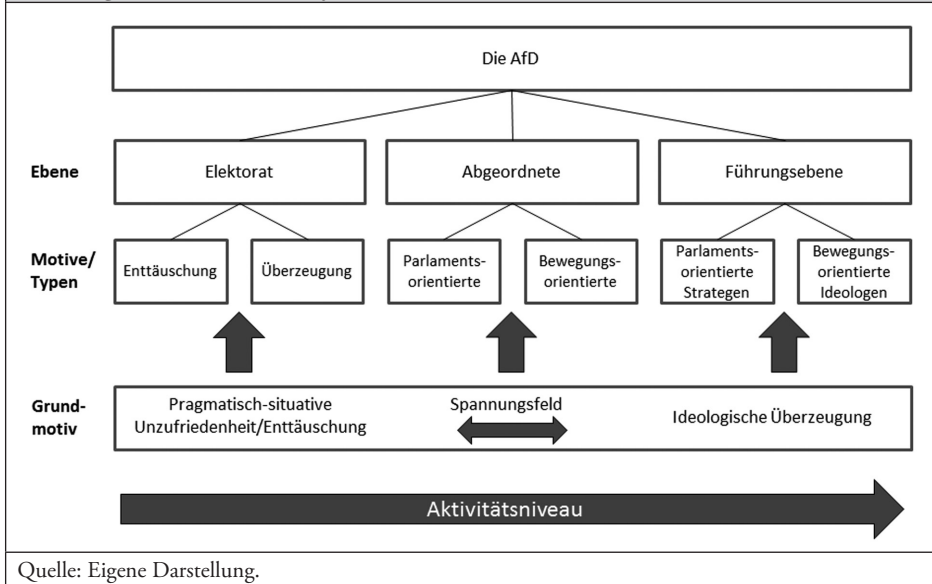 Die AfD
Ebene
Elektorat
Abgeordnete
Führungsebene
Motive/
Typen
Enttäuschung
Überzeugung
Parlaments-
orientierte
Bewegungs-
orientierte
Parlaments-
orientierte
Strategen
Bewegungs-
orientierte
Ideologen
Grund-
motiv
Pragmatisch-situative
Unzufriedenheit/Enttäuschung
Spannungsfeld
Ideologische Überzeugung
Aktivitätsniveau
Quelle: Eigene Darstellung.